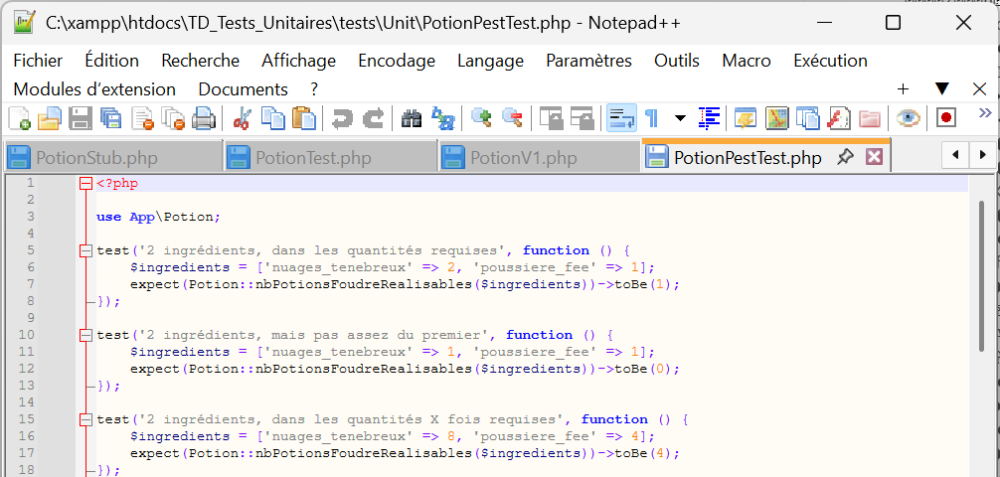 C:\xampp\htdocs\TD_Tests_Unitaires\tests\Unit\PotionPestTest.php - Notepad++
Fichier Édition Recherche Affichage Encodage Langage Paramètres Outils Macro Exécution
Modules d'extension Documents ?
PotionStub.php PotionTest.php PotionV1.php PotionPestTest.php
1 <?php
2
3 use App\Potion;
4
5 test('2 ingrédients, dans les quantités requises', function () {
6 $ingredients = ['nuages_tenebreux' => 2, 'poussiere_fee' => 1];
7 expect(Potion::nbPotionsFoudreRealisables($ingredients))->toBe(1);
8 });
9
10 test('2 ingrédients, mais pas assez du premier', function () {
11 $ingredients = ['nuages_tenebreux' => 1, 'poussiere_fee' => 1];
12 expect(Potion::nbPotionsFoudreRealisables($ingredients))->toBe(0);
13 });
14
15 test('2 ingrédients, dans les quantités X fois requises', function () {
16 $ingredients = ['nuages_tenebreux' => 8, 'poussiere_fee' => 4];
17 expect(Potion::nbPotionsFoudreRealisables($ingredients))->toBe(4);
18 });